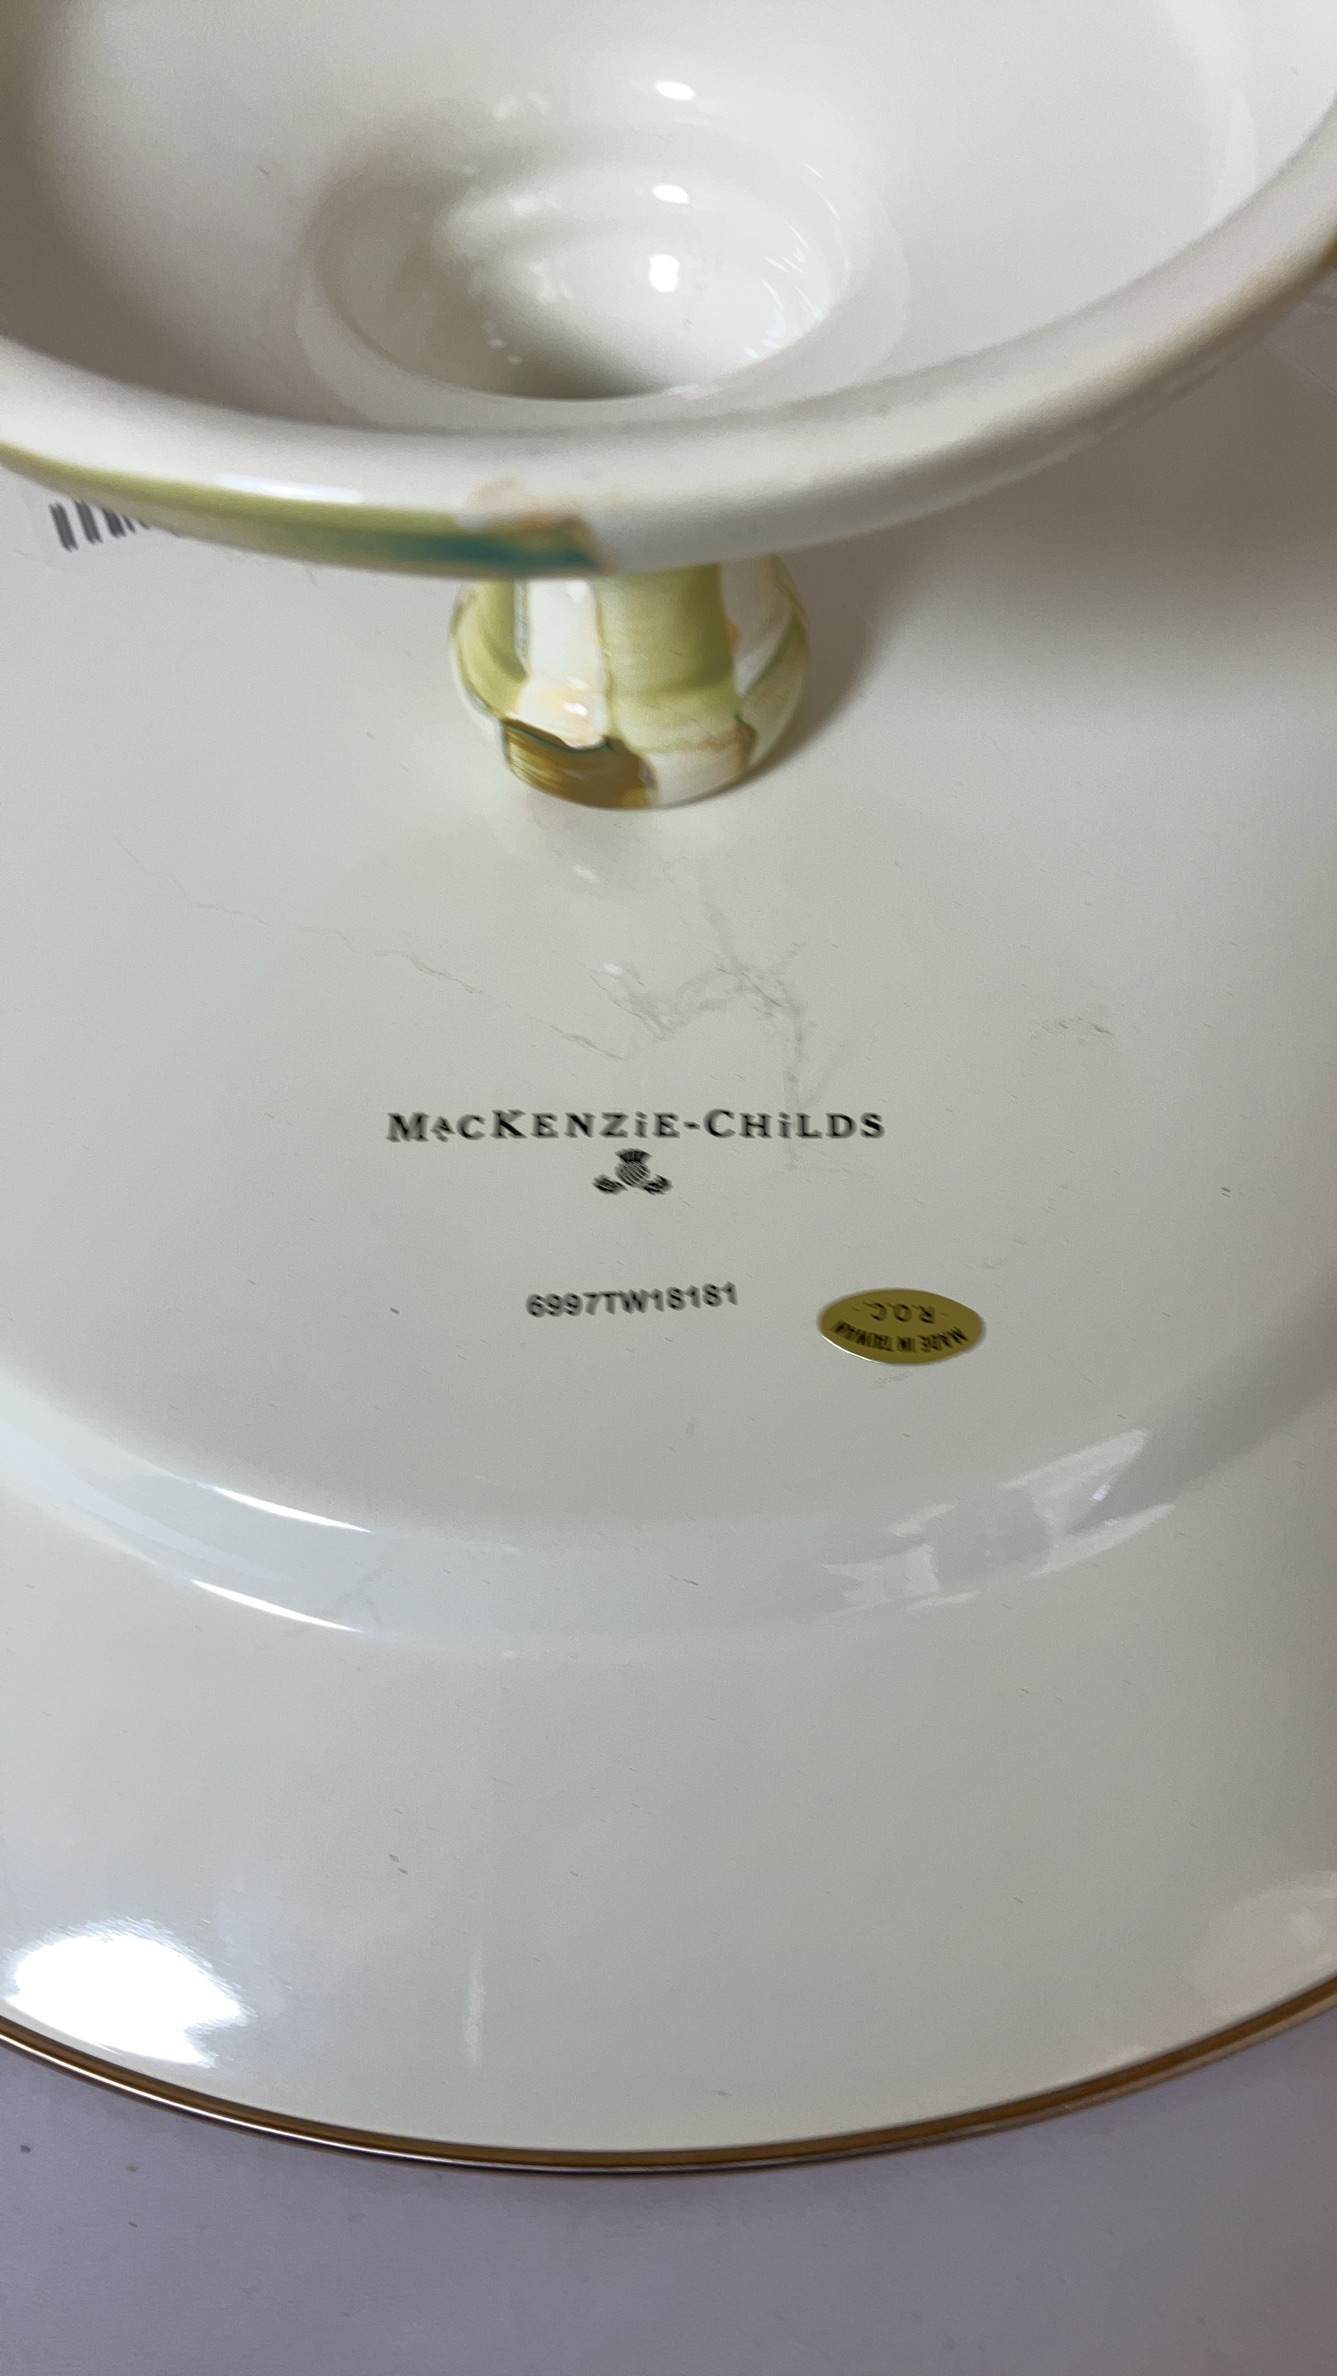 MacKenzie-Childs
6997TW18181
MADE IN TAIWAN
R.O.C.